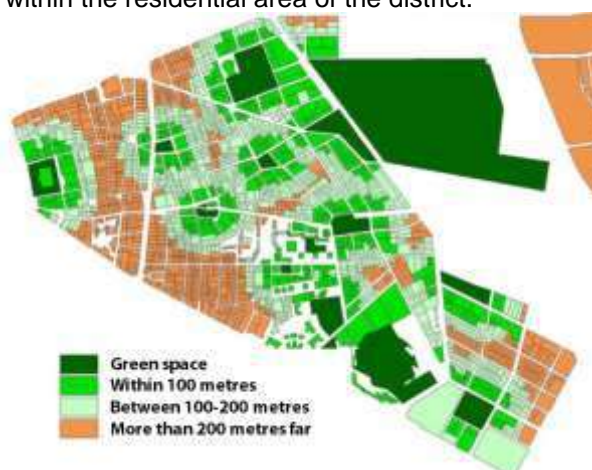 within the residential area of the district.
Green space
Within 100 metres
Between 100-200 metres
More than 200 metres far